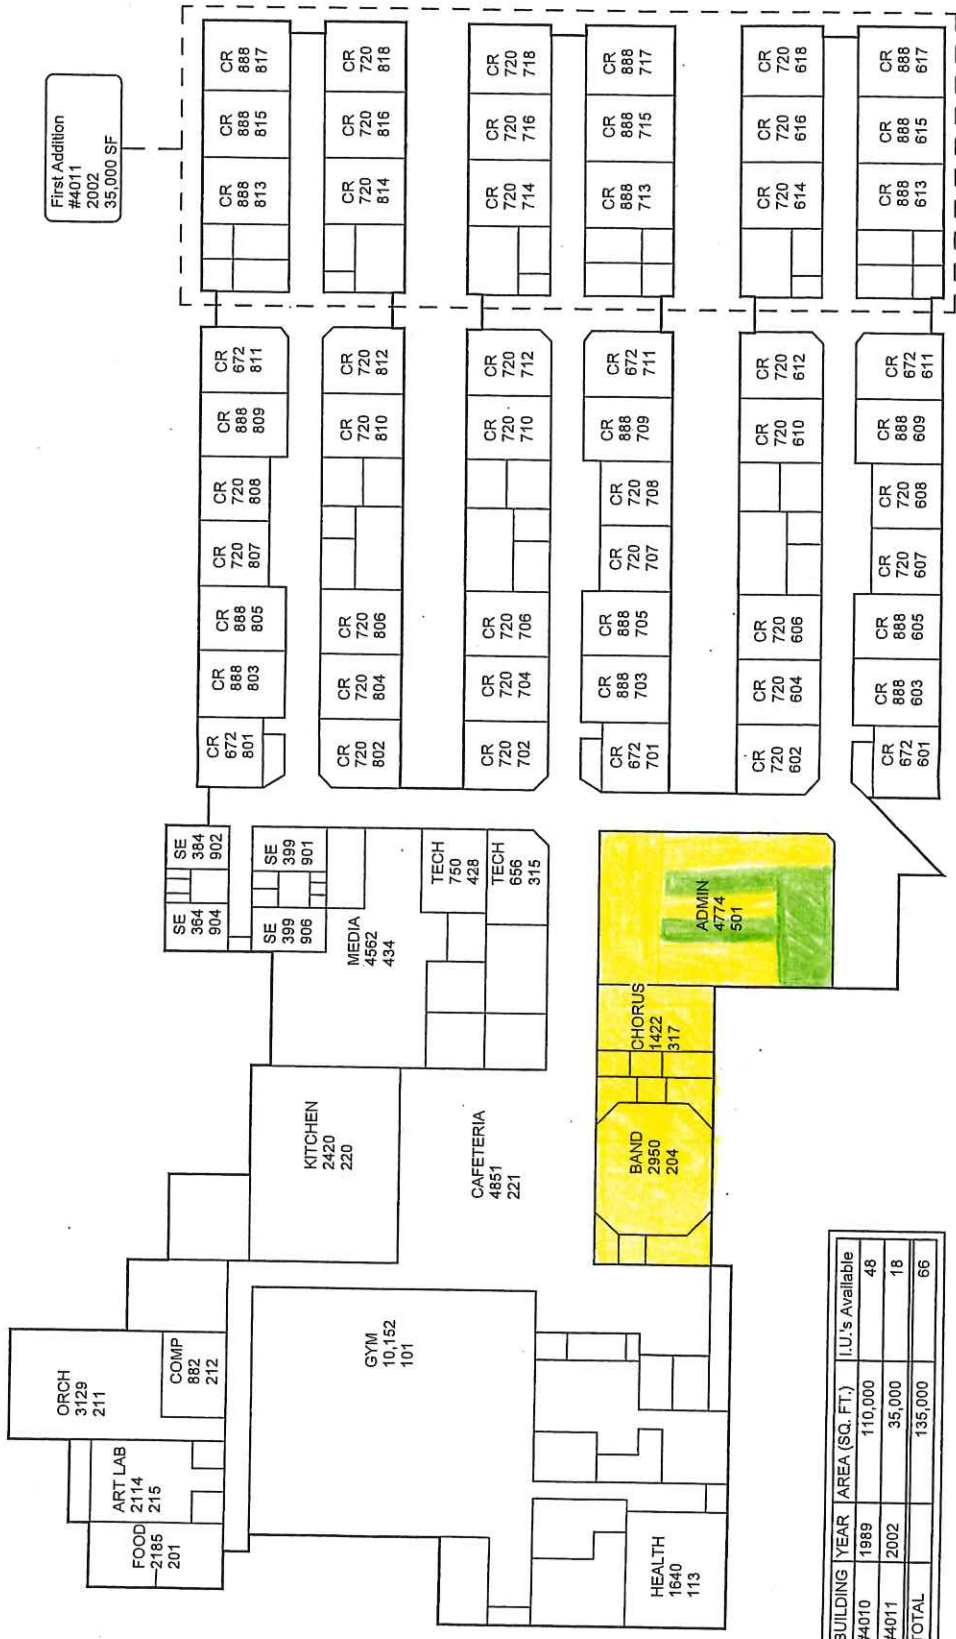 First Addition
#4011
2002
35,000 SF
CR
888
817
CR
888
815
CR
888
813
CR
672
811
CR
888
809
CR
720
808
CR
720
807
CR
888
805
CR
888
803
CR
672
801
CR
720
818
CR
720
816
CR
720
814
CR
720
812
CR
720
810
CR
720
806
CR
720
804
CR
720
802
CR
720
718
CR
720
716
CR
720
714
CR
720
712
CR
720
710
CR
720
706
CR
720
704
CR
720
702
CR
888
717
CR
888
715
CR
888
713
CR
672
711
CR
888
709
CR
720
708
CR
720
707
CR
888
705
CR
888
703
CR
672
701
CR
720
618
CR
720
616
CR
720
614
CR
720
612
CR
720
610
CR
720
606
CR
720
604
CR
720
602
CR
888
617
CR
888
615
CR
888
613
CR
672
611
CR
888
609
CR
720
608
CR
720
607
CR
888
605
CR
888
603
CR
672
601
SE
384
902
SE
364
904
SE
399
901
SE
399
906
MEDIA
4562
434
TECH
750
428
TECH
656
315
ADMIN
4774
501
CHORUS
1422
317
BAND
2950
204
KITCHEN
2420
220
CAFETERIA
4851
221
ORCH
3129
211
COMP
882
212
ART LAB
2114
215
FOOD
2185
201
GYM
10,152
101
HEALTH
1640
113
BUILDING YEAR AREA (SQ. FT.) I.U.'s Available
#4010 1989 110,000 48
#4011 2002 35,000 18
TOTAL 135,000 66